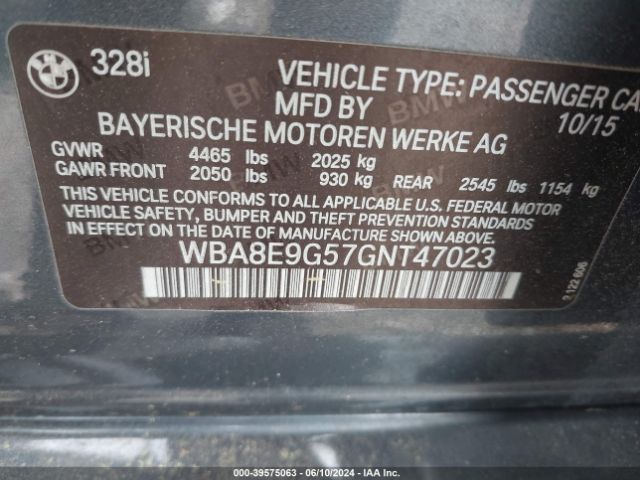 BMW 328i
VEHICLE TYPE: PASSENGER CA
MFD BY 10/15
BAYERISCHE MOTOREN WERKE AG
GVWR 4465 lbs 2025 kg
GAWR FRONT 2050 lbs 930 kg REAR 2545 lbs 1154 kg
THIS VEHICLE CONFORMS TO ALL APPLICABLE U.S. FEDERAL MOTOR
VEHICLE SAFETY, BUMPER AND THEFT PREVENTION STANDARDS
IN EFFECT ON THE DATE OF MANUFACTURE SHOWN ABOVE.
WBA8E9G57GNT47023
000-39575063 - 06/10/2024 - IAA Inc.